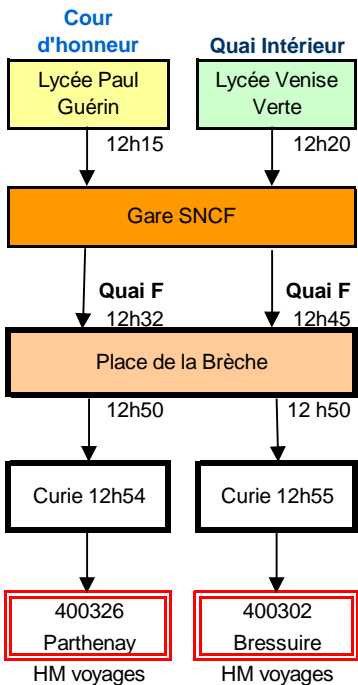 Cour
d'honneur
Quai Intérieur
Lycée Paul
Guérin
Lycée Venise
Verte
12h15
12h20
Gare SNCF
Quai F
Quai F
12h32
12h45
Place de la Brèche
12h50
12 h50
Curie 12h54
Curie 12h55
400326
Parthenay
400302
Bressuire
HM voyages
HM voyages